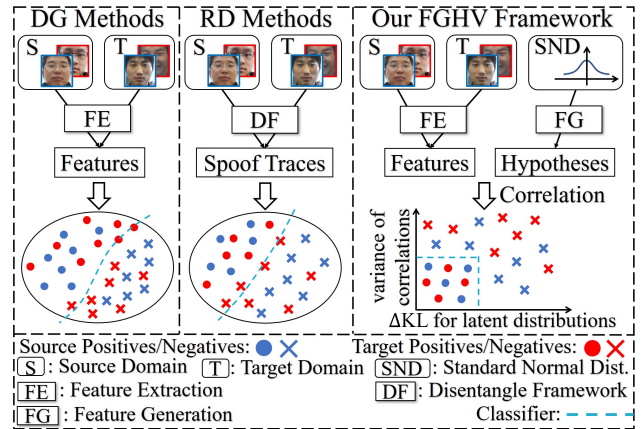 DG Methods
S T
FE
Features
RD Methods
S T
DF
Spoof Traces
Our FGHV Framework
S T SND
FE FG
Features Hypotheses
Correlation
variance of
correlations
ΔKL for latent distributions
Source Positives/Negatives: Target Positives/Negatives:
S : Source Domain T : Target Domain SND : Standard Normal Dist.
FE : Feature Extraction DF : Disentangle Framework
FG : Feature Generation Classifier: